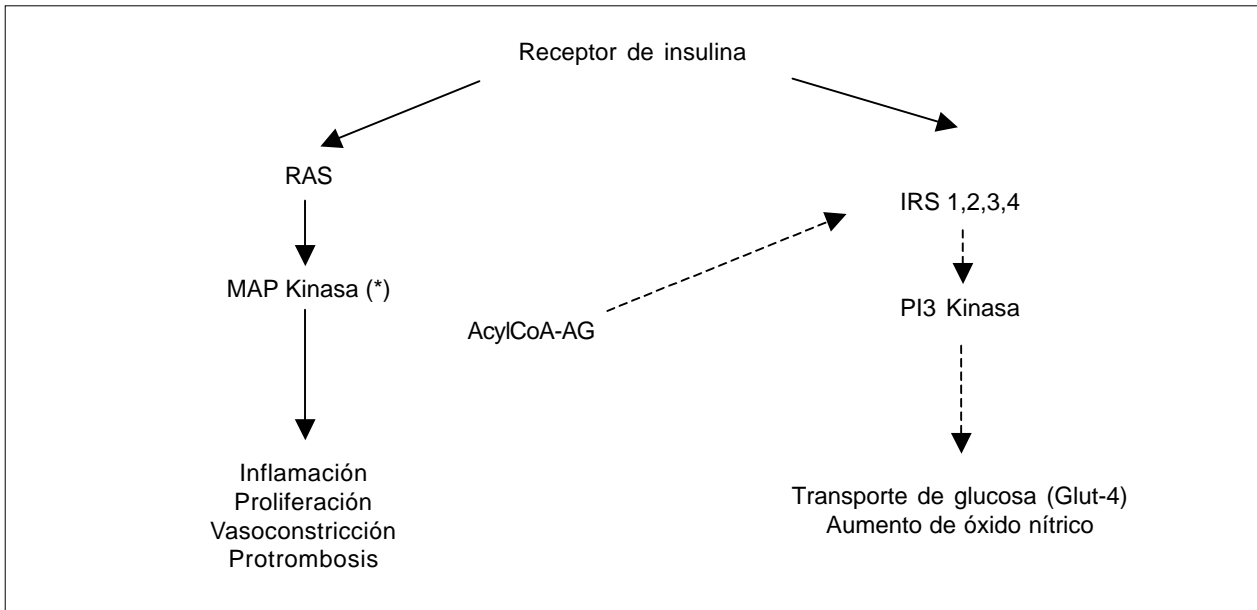 Receptor de insulina
RAS
IRS 1,2,3,4
MAP Kinasa (*)
PI3 Kinasa
AcylCoA-AG
Inflamación
Proliferación
Vasoconstricción
Protrombosis
Transporte de glucosa (Glut-4)
Aumento de óxido nítrico